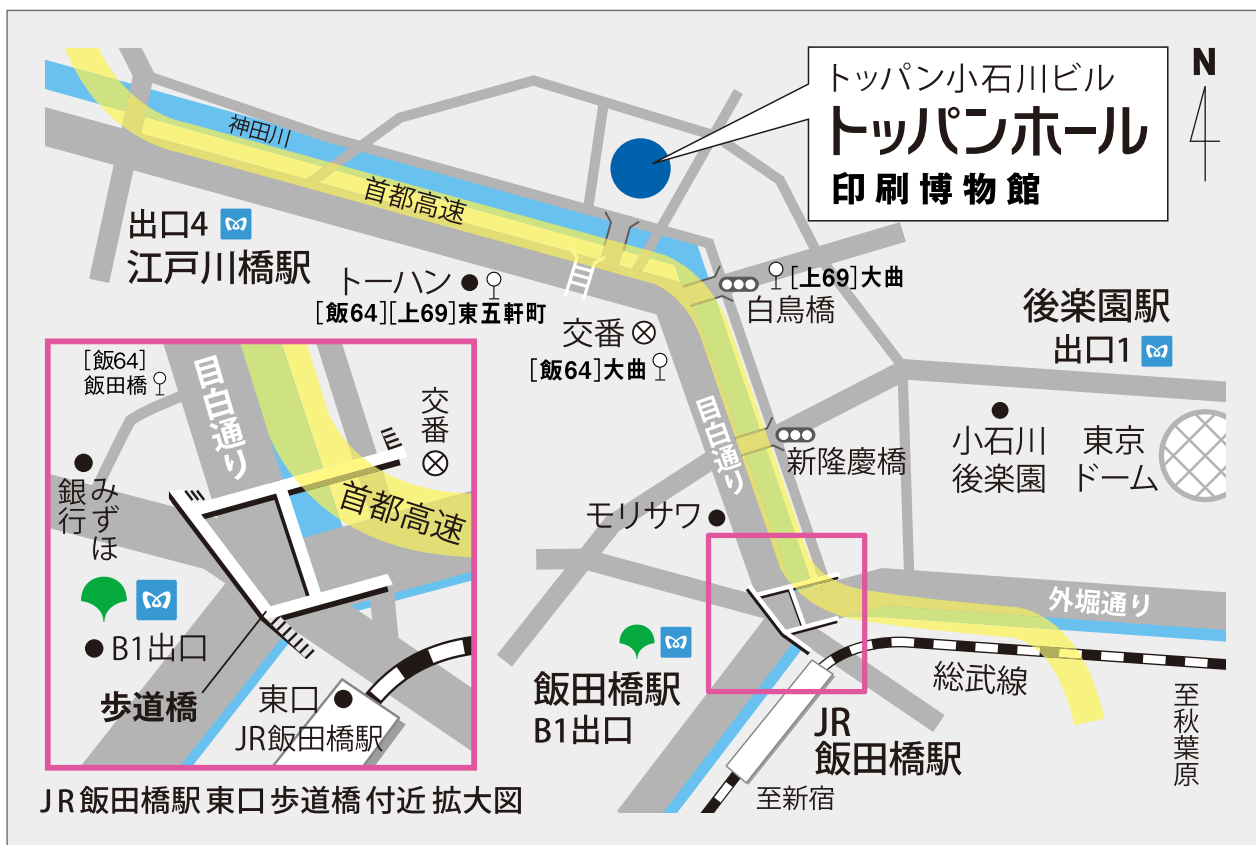 トッパン小石川ビル
トッパンホール
印刷博物館
N
神田川
首都高速
出口4
江戸川橋駅
トーハン
[飯64][上69]東五軒町
交番
[飯64]大曲
[上69]大曲
白鳥橋
後楽園駅
出口1
目白通り
新隆慶橋
小石川
後楽園
東京
ドーム
モリサワ
外堀通り
飯田橋駅
B1出口
総武線
JR
飯田橋駅
至新宿
至秋葉原
[飯64]
飯田橋
目白通り
交番
みずほ
銀行
首都高速
B1出口
歩道橋
東口
JR飯田橋駅
JR飯田橋駅東口歩道橋付近 拡大図